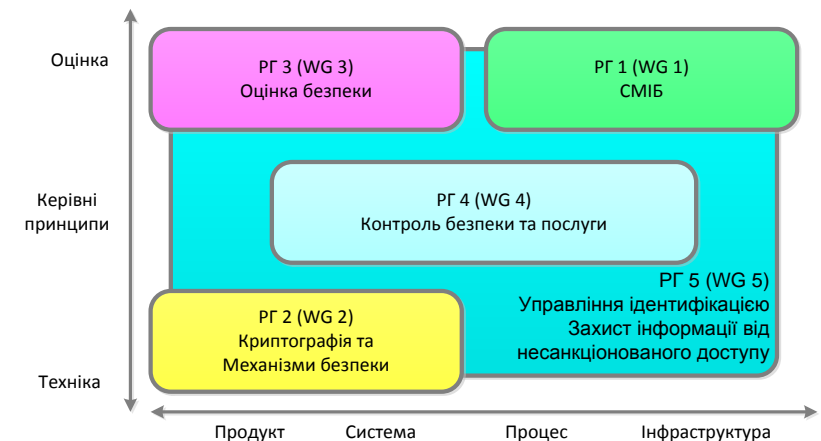 Оцінка
РГ 3 (WG 3)
Оцінка безпеки
РГ 1 (WG 1)
СМІБ
Керівні
принципи
РГ 4 (WG 4)
Контроль безпеки та послуги
РГ 5 (WG 5)
Управління ідентифікацією
Захист інформації від
несанкціонованого доступу
РГ 2 (WG 2)
Криптографія та
Механізми безпеки
Техніка
Продукт Система Процес Інфраструктура